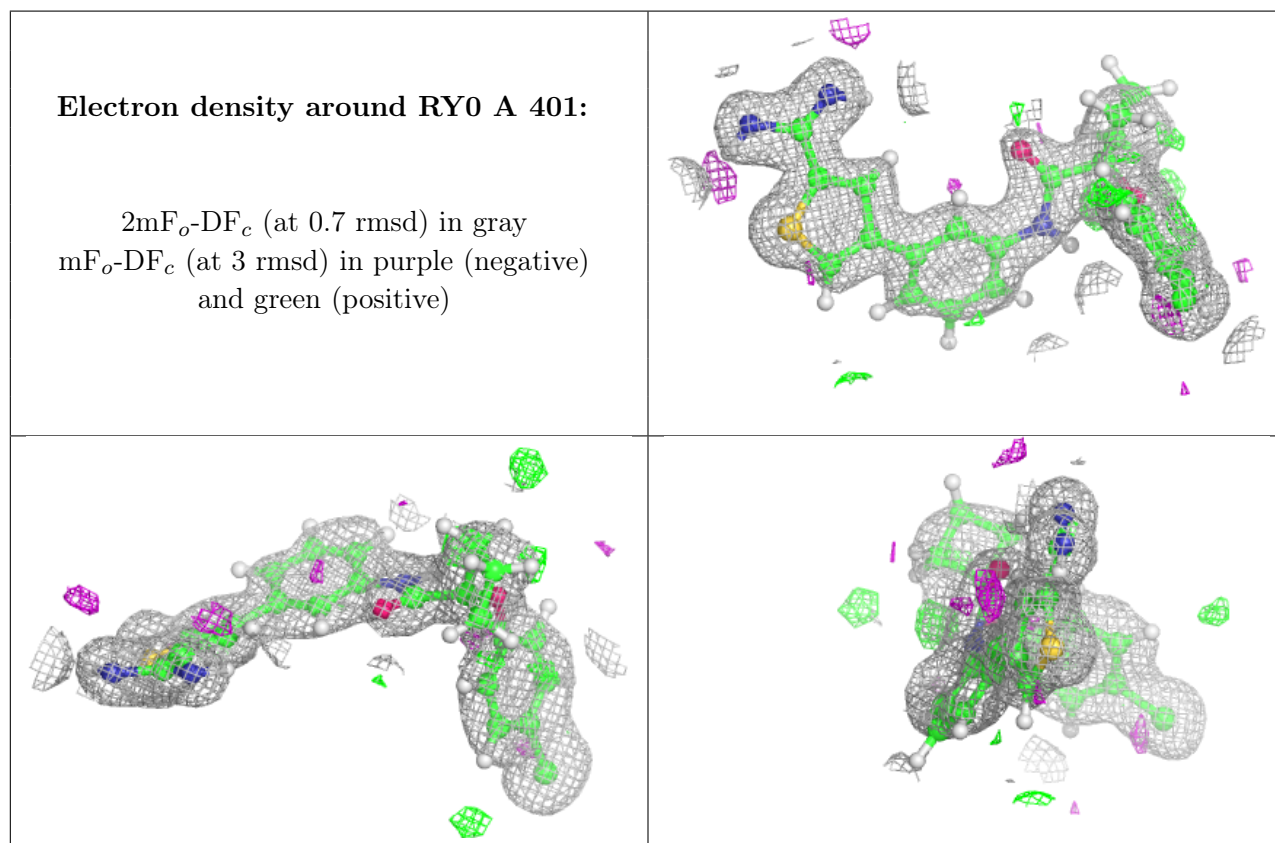 Electron density around RY0 A 401:
2mFo-DFc (at 0.7 rmsd) in gray
mFo-DFc (at 3 rmsd) in purple (negative)
and green (positive)